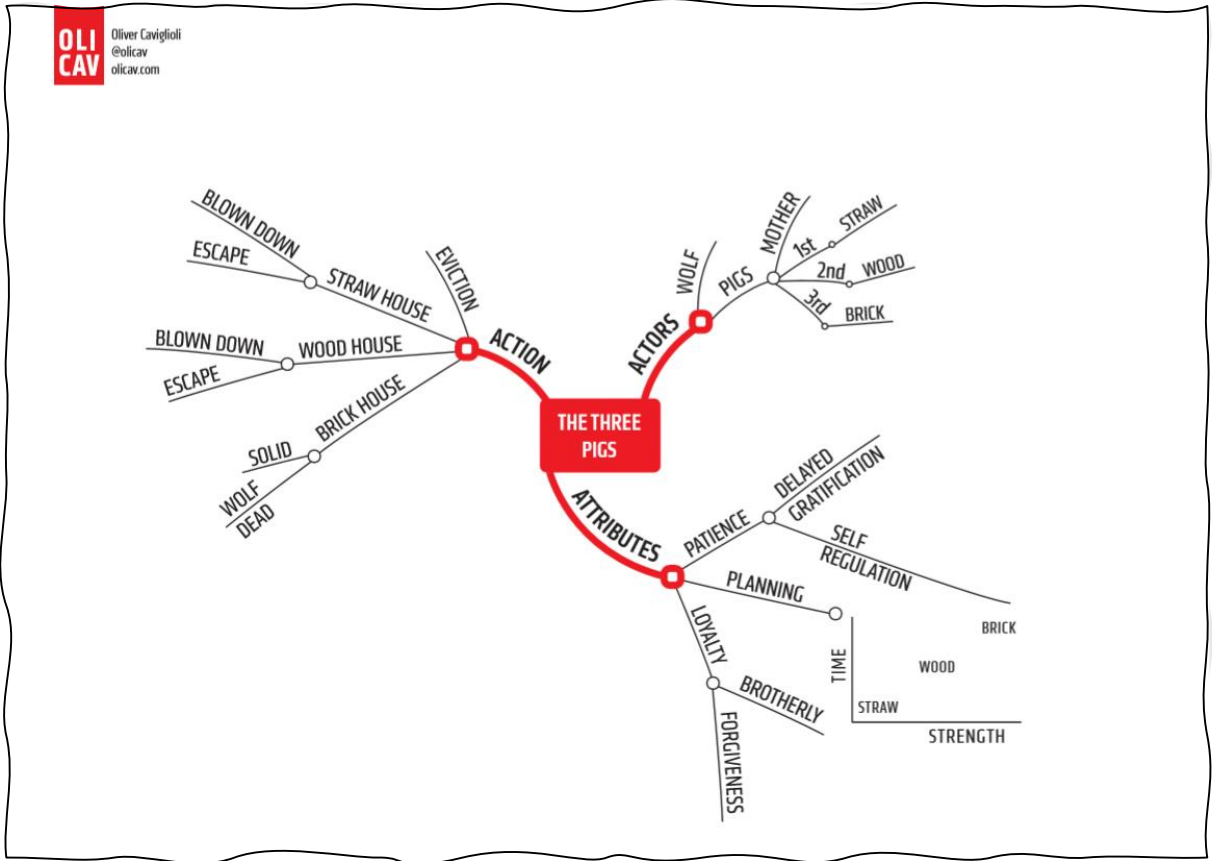 OLI
CAV
Oliver Caviglioli
@olicav
olicav.com
THE THREE
PIGS
ACTION
EVICTION
STRAW HOUSE
BLOWN DOWN
ESCAPE
WOOD HOUSE
BLOWN DOWN
ESCAPE
BRICK HOUSE
SOLID
WOLF
DEAD
ACTORS
WOLF
PIGS
MOTHER
1st
STRAW
2nd
WOOD
3rd
BRICK
ATTRIBUTES
PATIENCE
DELAYED
GRATIFICATION
SELF
REGULATION
PLANNING
TIME
BRICK
WOOD
STRAW
STRENGTH
LOYALTY
BROTHERLY
FORGIVENESS